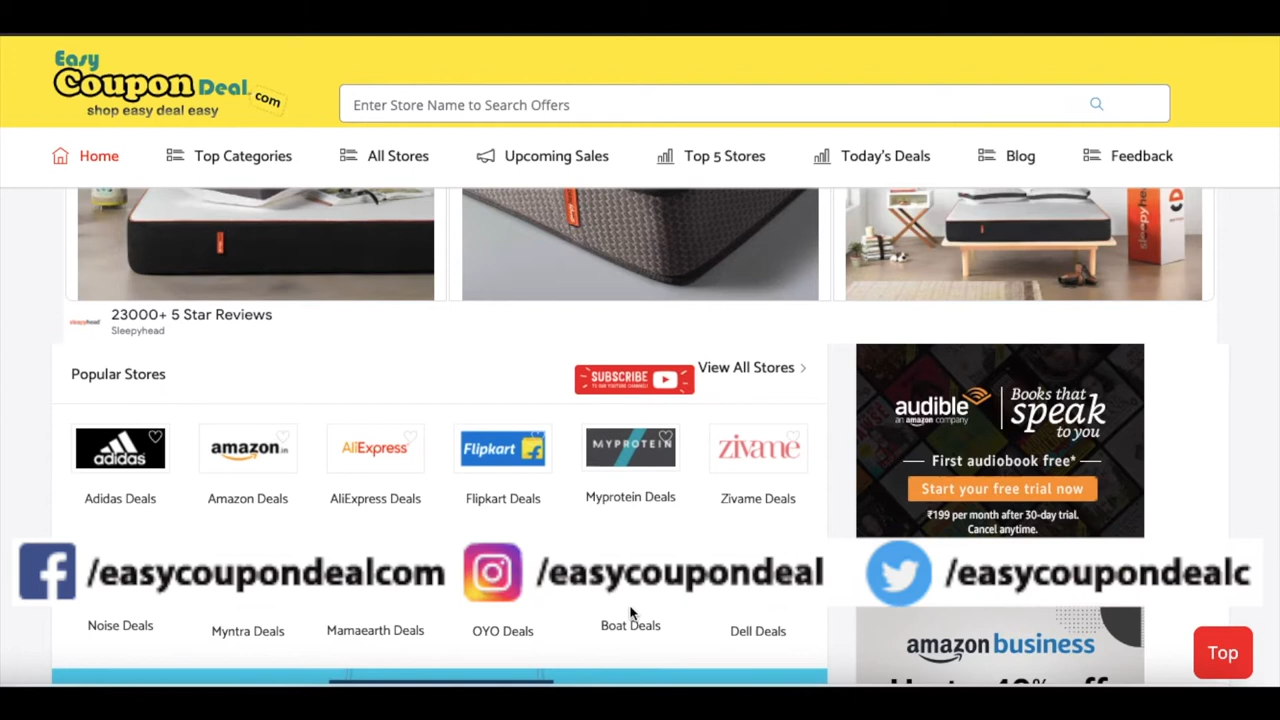 Easy
Coupon Deal .com
shop easy deal easy
Enter Store Name to Search Offers
Home Top Categories All Stores Upcoming Sales Top 5 Stores Today's Deals Blog Feedback
23000+ 5 Star Reviews
sleepyhead Sleepyhead
Popular Stores
SUBSCRIBE
View All Stores
adidas
amazon.in
AliExpress
Flipkart
MYPROTEIN
zivame
Adidas Deals
Amazon Deals
AliExpress Deals
Flipkart Deals
Myprotein Deals
Zivame Deals
audible
an amazon company
Books that
speak
to you
First audiobook free*
Start your free trial now
₹199 per month after 30-day trial.
Cancel anytime.
/easycoupondealcom
/easycoupondeal
/easycoupondealc
Noise Deals
Myntra Deals
Mamaearth Deals
OYO Deals
Boat Deals
Dell Deals
amazon business
Top